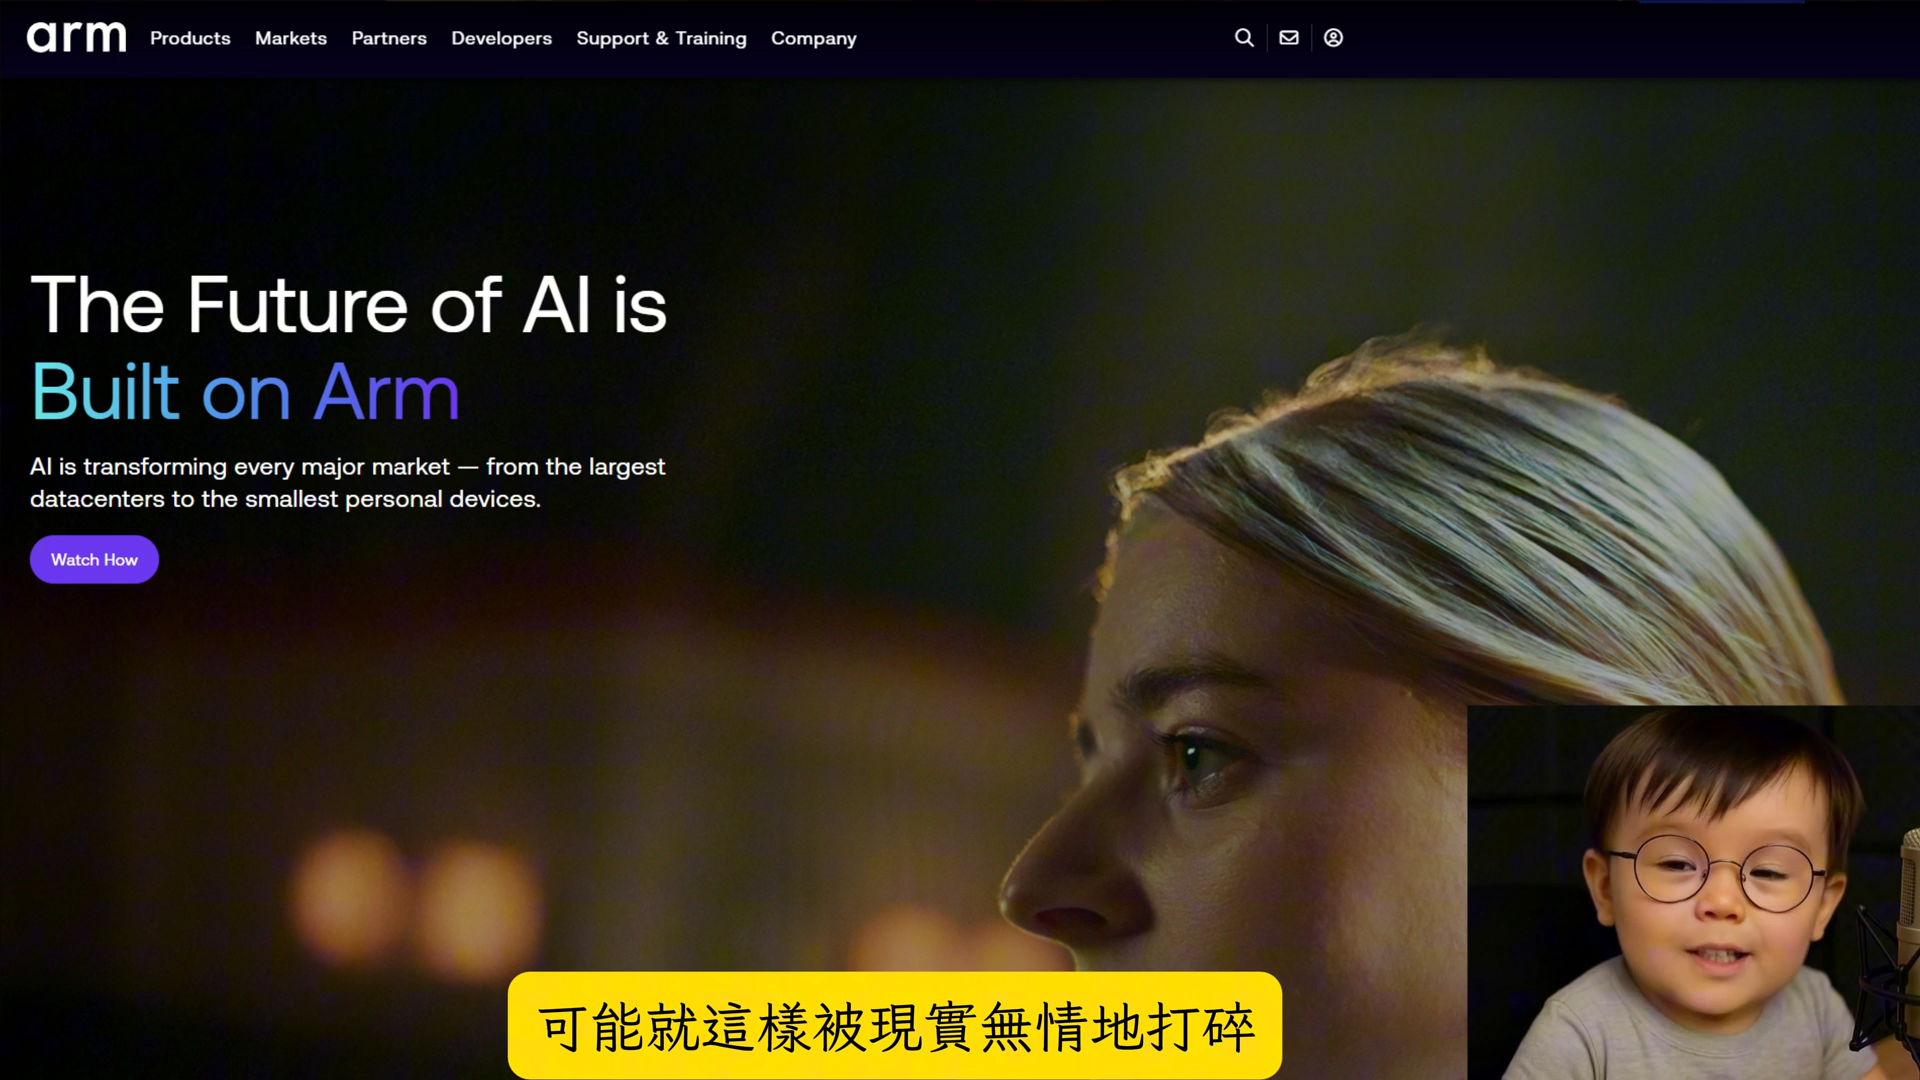 arm
Products Markets Partners Developers Support & Training Company
The Future of AI is
Built on Arm
AI is transforming every major market — from the largest
datacenters to the smallest personal devices.
Watch How
可能就這樣被現實無情地打碎